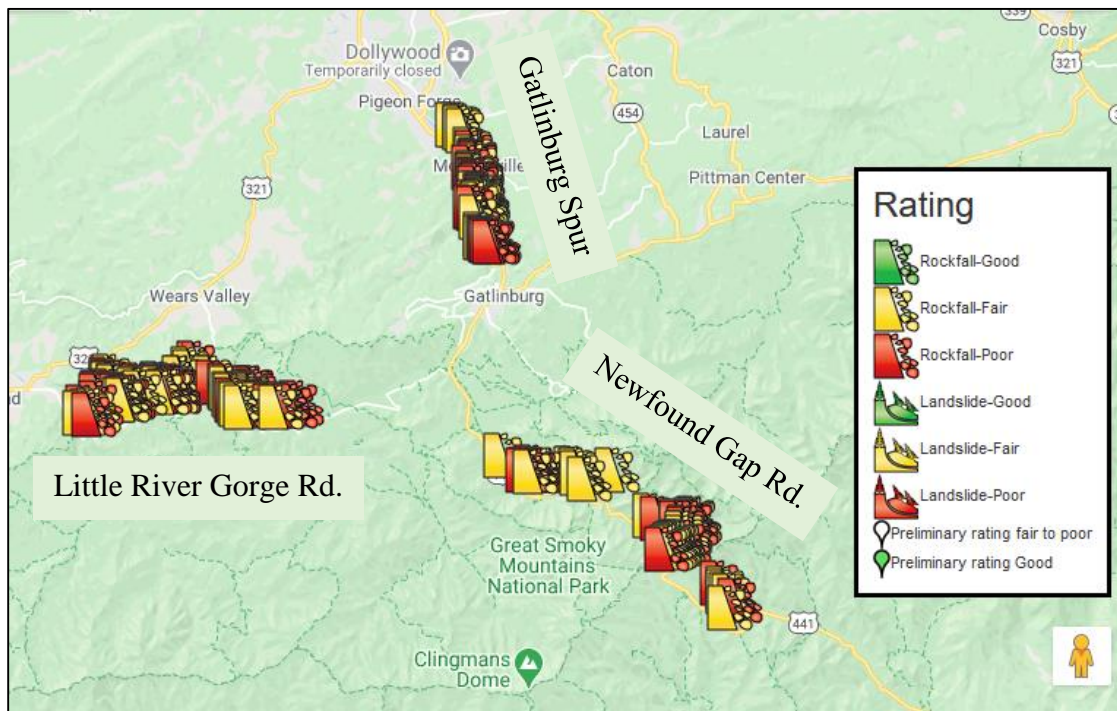 339
Cosby
321
Dollywood
Temporarily closed
Caton
Pigeon Forge
454
Laurel
Gatlinburg Spur
321
Pittman Center
Rating
Rockfall-Good
Rockfall-Fair
Rockfall-Poor
Landslide-Good
Landslide-Fair
Landslide-Poor
Preliminary rating fair to poor
Preliminary rating Good
Wears Valley
Gatlinburg
Newfound Gap Rd.
Little River Gorge Rd.
Great Smoky
Mountains
National Park
441
Clingmans
Dome